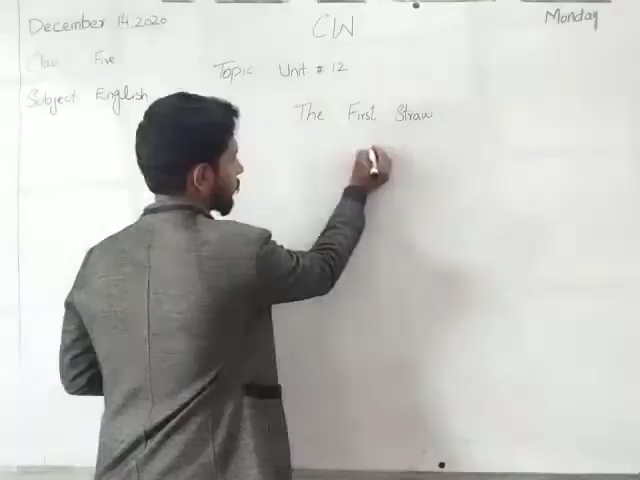 December 14.2020
CW
Monday
Class Five
Topic Unit # 12
Subject: English
The First Straw